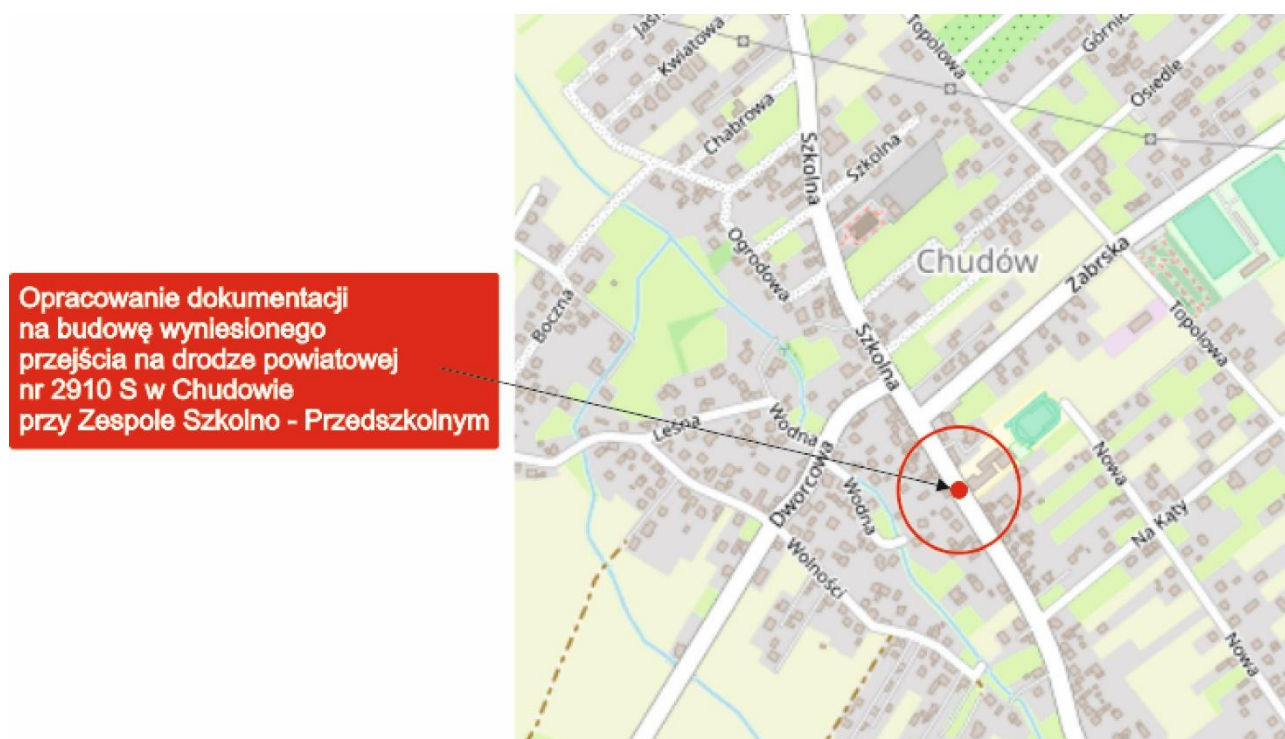 Opracowanie dokumentacji
na budowę wyniesionego
przejścia na drodze powiatowej
nr 2910 S w Chudowie
przy Zespole Szkolno - Przedszkolnym
Kwiatowa
Topolowa
Górnic
Osiedle
Chabrowa
Szkolna
Szkolna
Ogrodowa
Chudów
Zabrska
Boczna
Topolowa
Szkolna
Leśna
Wodna
Dworcowa
Wodna
Nowa
Na Kąty
Wolności
Nowa